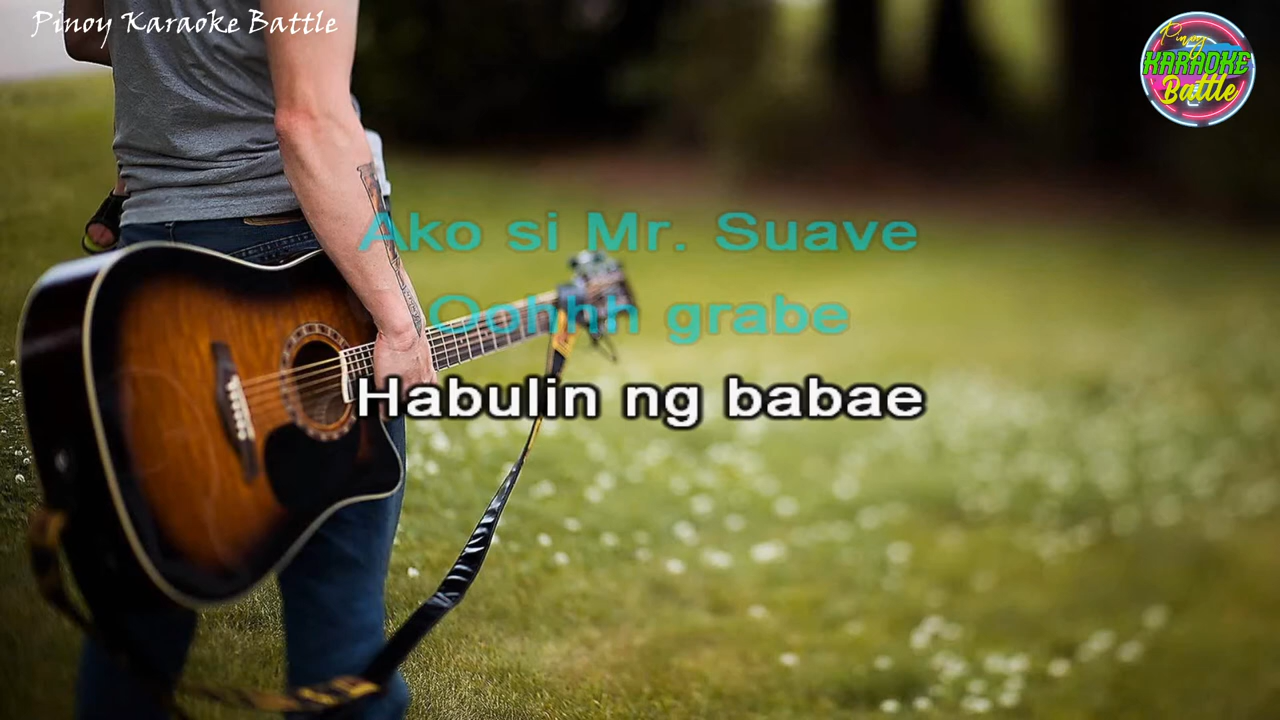 Pinoy Karaoke Battle
Pinoy
KARAOKE
Battle
Ako si Mr. Suave
Oohhh grabe
Habulin ng babae